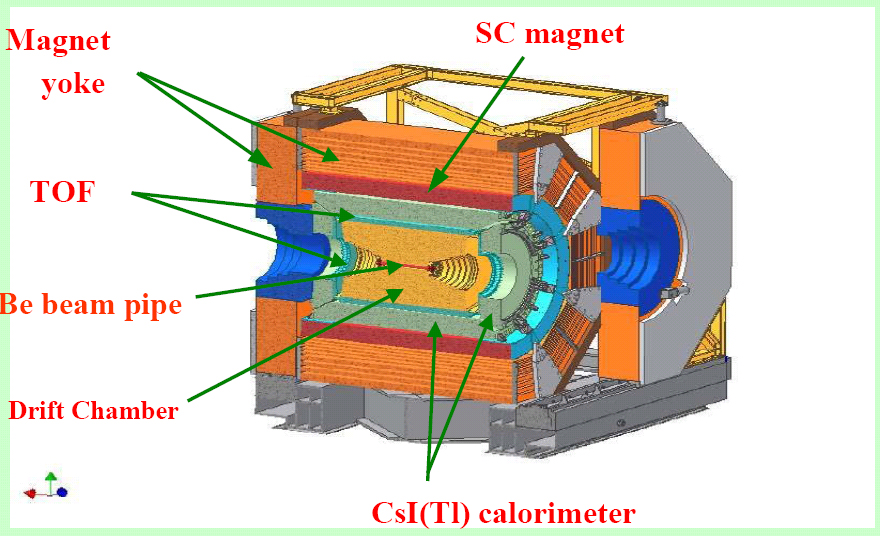 Magnet
yoke
SC magnet
TOF
Be beam pipe
Drift Chamber
CsI(Tl) calorimeter